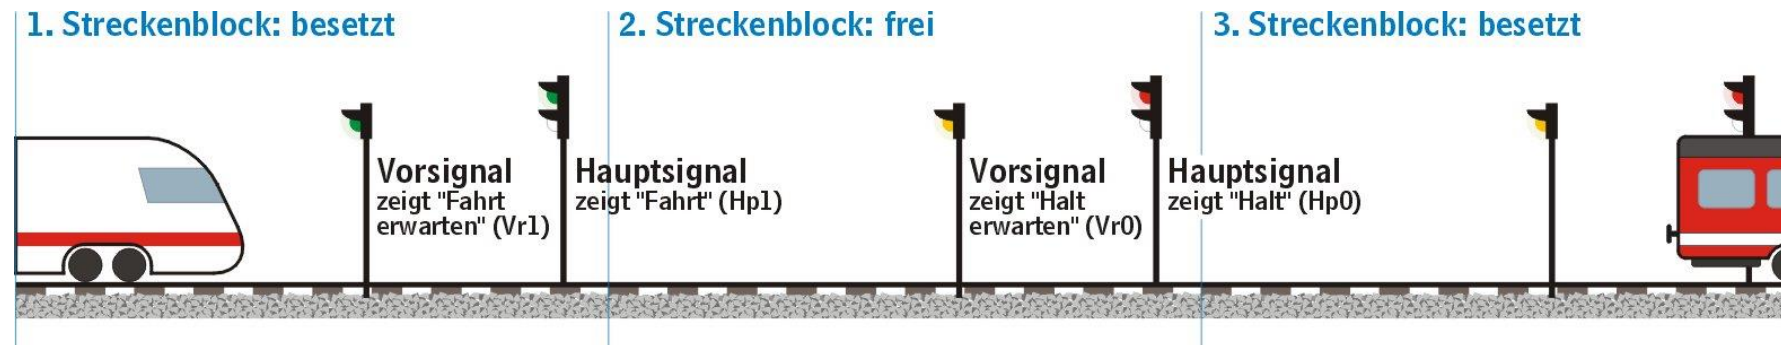 1. Streckenblock: besetzt
2. Streckenblock: frei
3. Streckenblock: besetzt
Vorsignal
zeigt "Fahrt
erwarten" (Vr1)
Hauptsignal
zeigt "Fahrt" (Hp1)
Vorsignal
zeigt "Halt
erwarten" (Vr0)
Hauptsignal
zeigt "Halt" (Hp0)